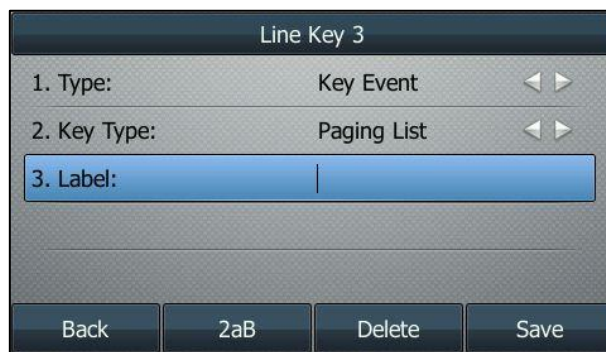 Line Key 3
1. Type: Key Event
2. Key Type: Paging List
3. Label:
Back 2aB Delete Save